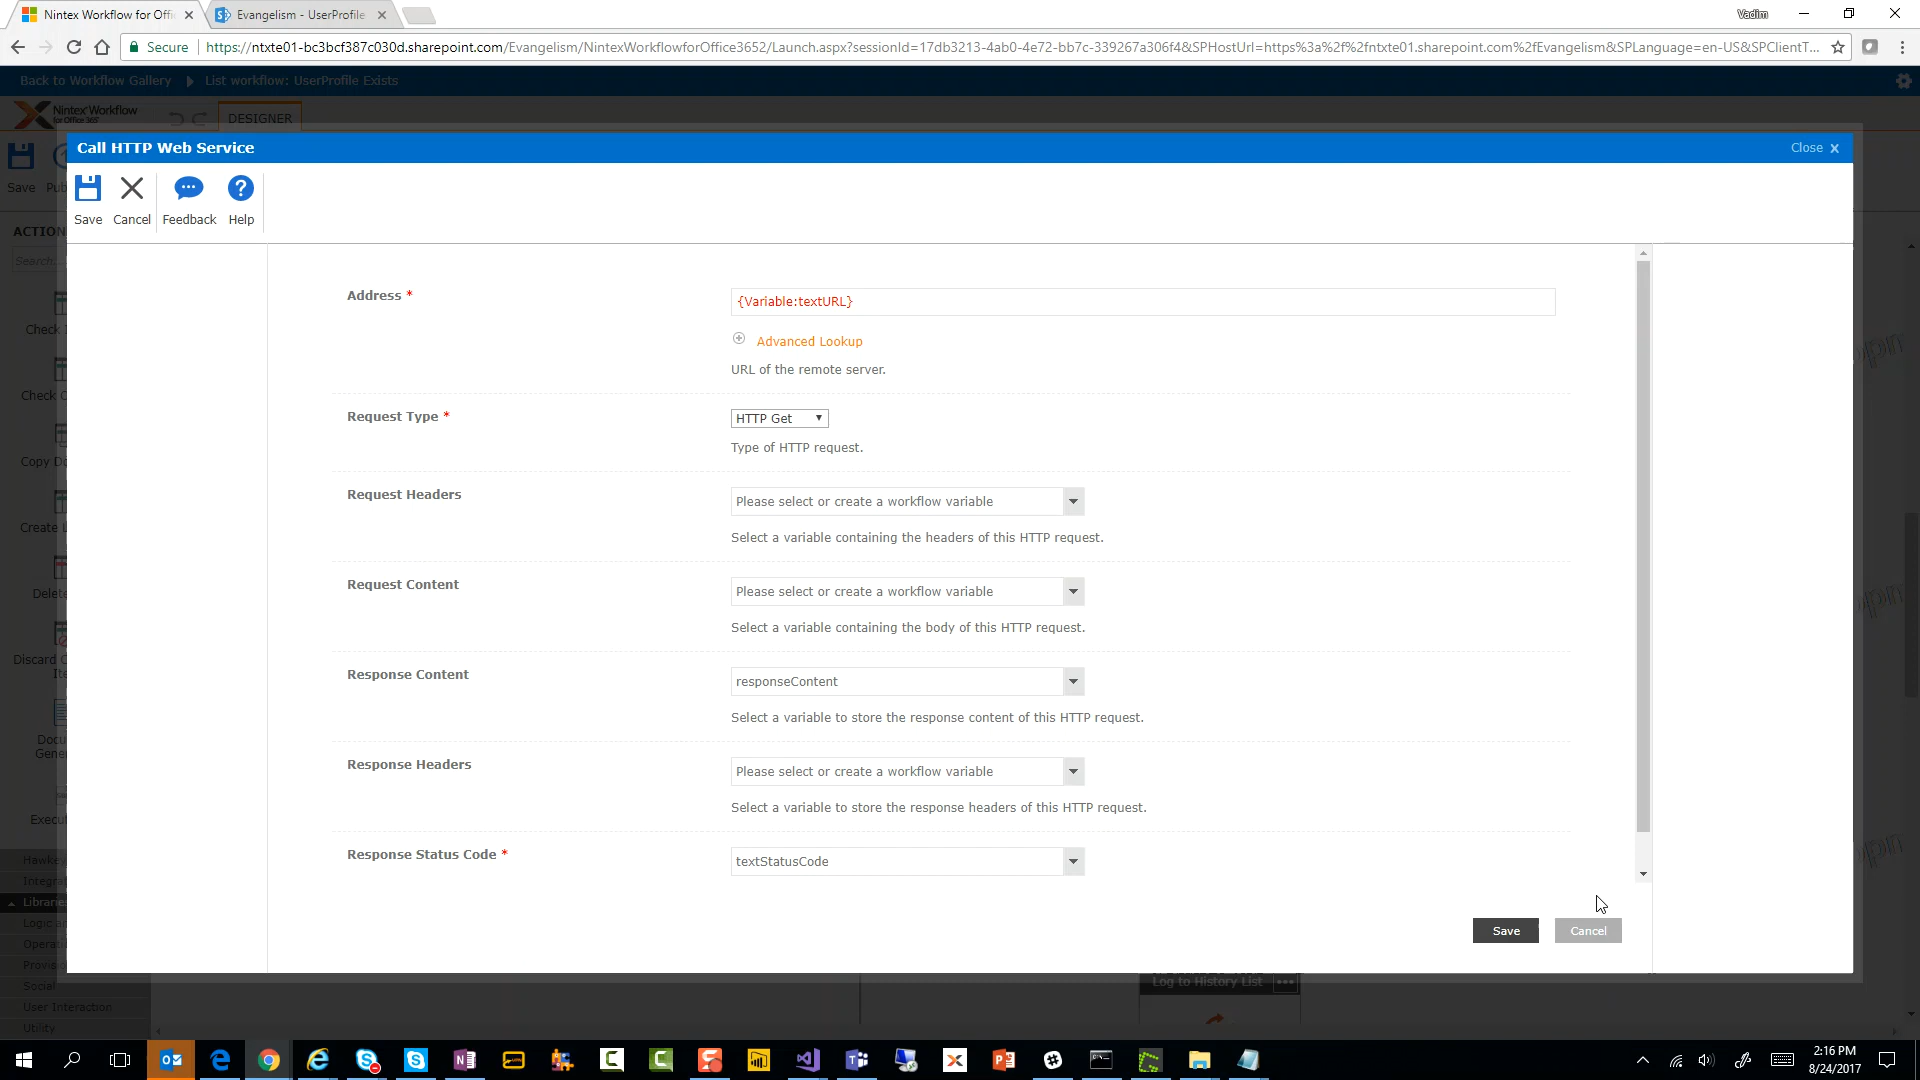 Nintex Workflow for Offi
Evangelism - UserProfile
Vadim
Secure
https://ntxte01-bc3bcf387c030d.sharepoint.com/Evangelism/NintexWorkflowforOffice3652/Launch.aspx?sessionId=17db3213-4ab0-4e72-bb7c-339267a306f4&SPHostUrl=https%3a%2f%2fntxte01.sharepoint.com%2fEvangelism&SPLanguage=en-US&SPClientT...
Back to Workflow Gallery
List workflow: UserProfile Exists
Nintex Workflow
for Office 365
DESIGNER
Save
Pub
Call HTTP Web Service
Close x
Save
Cancel
Feedback
Help
ACTION
Search...
Check I
Check O
Copy Do
Create L
Delete
Discard C
Ite
Docu
Gene
Execu
Hawke
Integra
Librarie
Logic a
Operati
Provisi
Social
User Interaction
Utility
Address *
{Variable:textURL}
Advanced Lookup
URL of the remote server.
Request Type *
HTTP Get
Type of HTTP request.
Request Headers
Please select or create a workflow variable
Select a variable containing the headers of this HTTP request.
Request Content
Please select or create a workflow variable
Select a variable containing the body of this HTTP request.
Response Content
responseContent
Select a variable to store the response content of this HTTP request.
Response Headers
Please select or create a workflow variable
Select a variable to store the response headers of this HTTP request.
Response Status Code *
textStatusCode
Save
Cancel
Log to History List
2:16 PM
8/24/2017